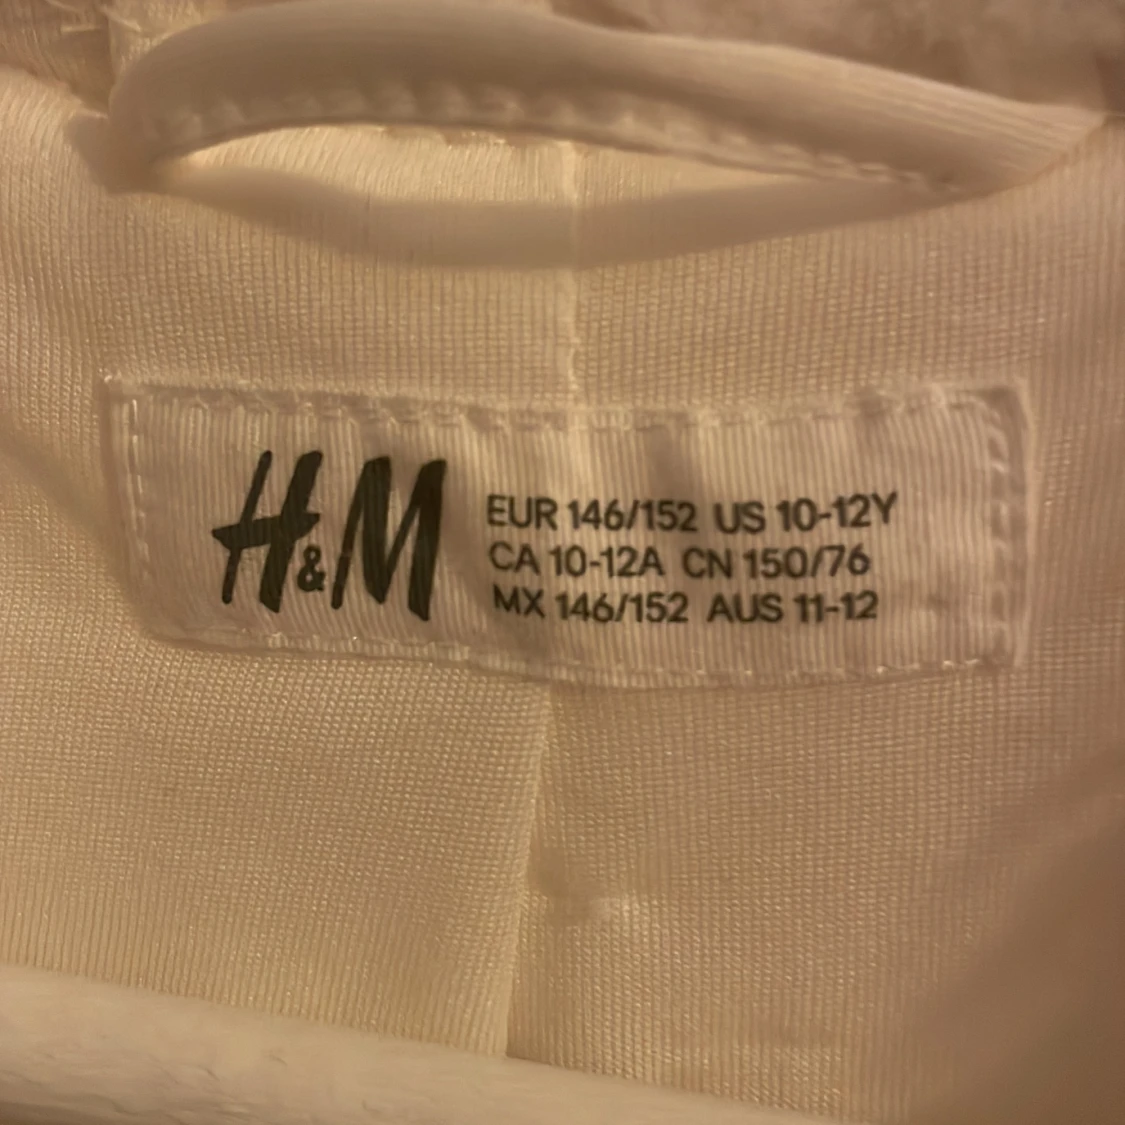 H&M
EUR 146/152 US 10-12Y
CA 10-12A CN 150/76
MX 146/152 AUS 11-12